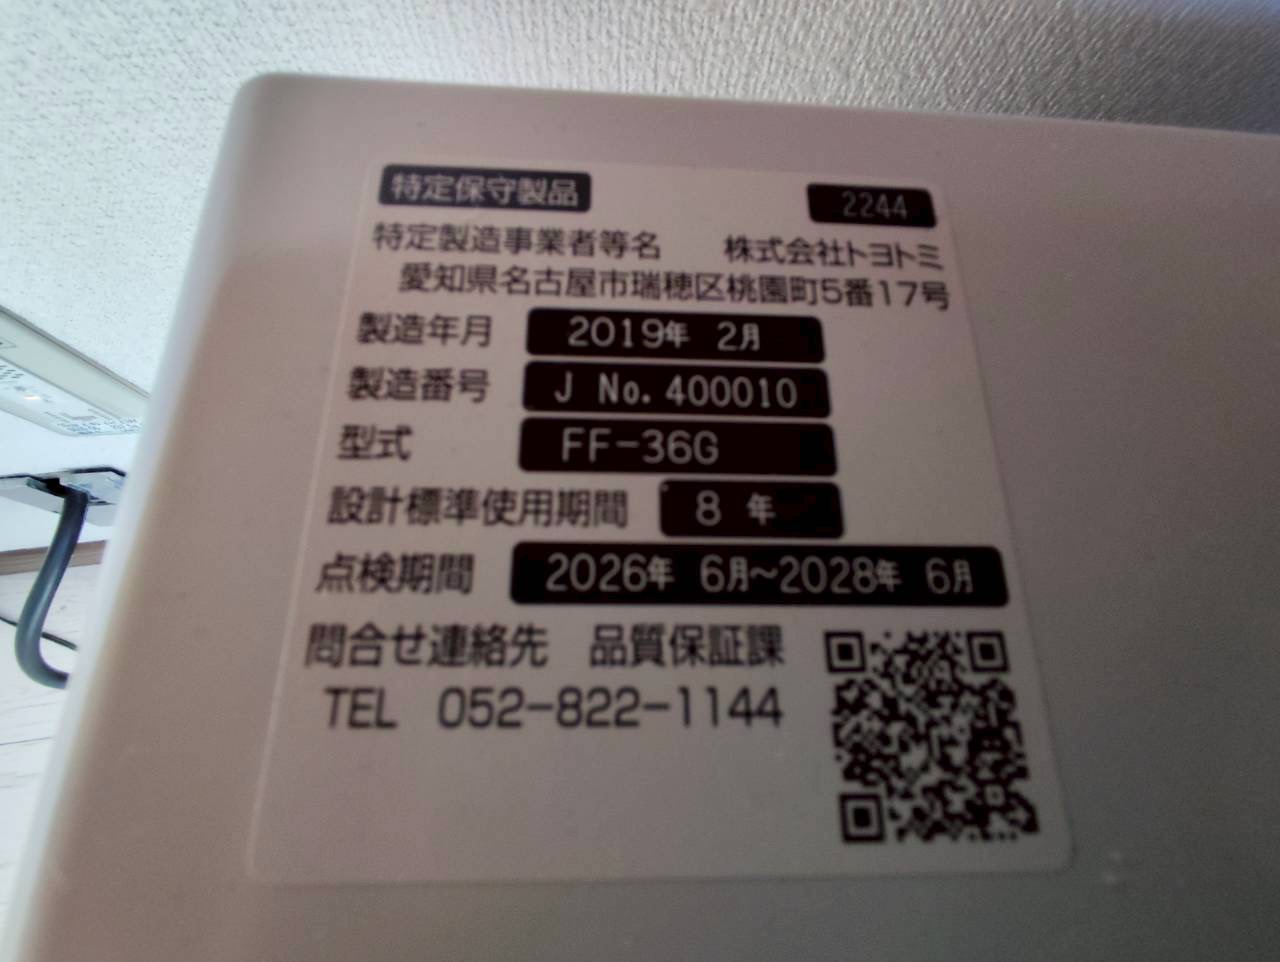 特定保守製品 2244
特定製造事業者等名 株式会社トヨトミ
愛知県名古屋市瑞穂区桃園町5番17号
製造年月 2019年 2月
製造番号 J No.400010
型式 FF-36G
設計標準使用期間 8 年
点検期間 2026年 6月~2028年 6月
問合せ連絡先 品質保証課
TEL 052-822-1144